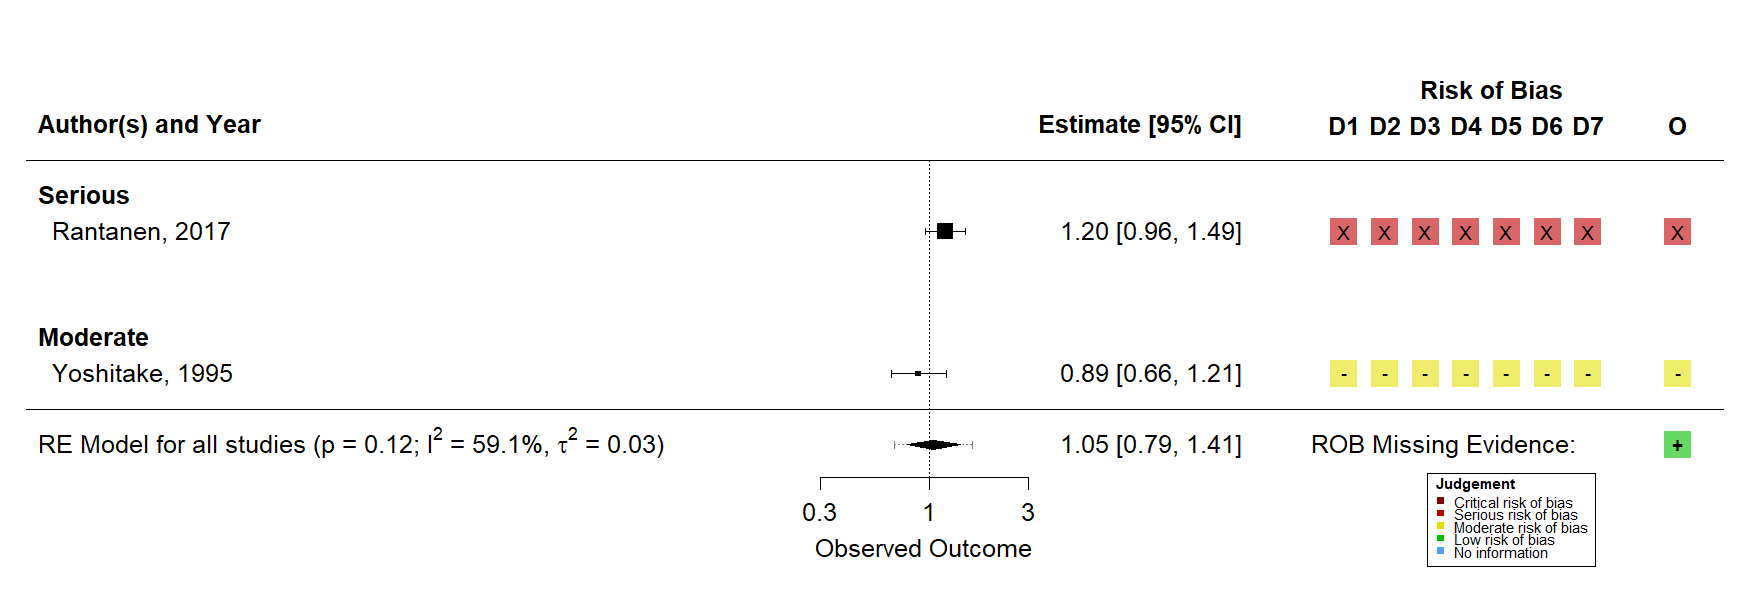 Risk of Bias
Author(s) and Year Estimate [95% CI] D1 D2 D3 D4 D5 D6 D7 O
Serious
Rantanen, 2017 1.20 [0.96, 1.49] X X X X X X X X
Moderate
Yoshitake, 1995 0.89 [0.66, 1.21] - - - - - - - -
RE Model for all studies (p = 0.12; I² = 59.1%, τ² = 0.03) 1.05 [0.79, 1.41] ROB Missing Evidence: +
0.3 1 3
Observed Outcome
Judgement
Critical risk of bias
Serious risk of bias
Moderate risk of bias
Low risk of bias
No information